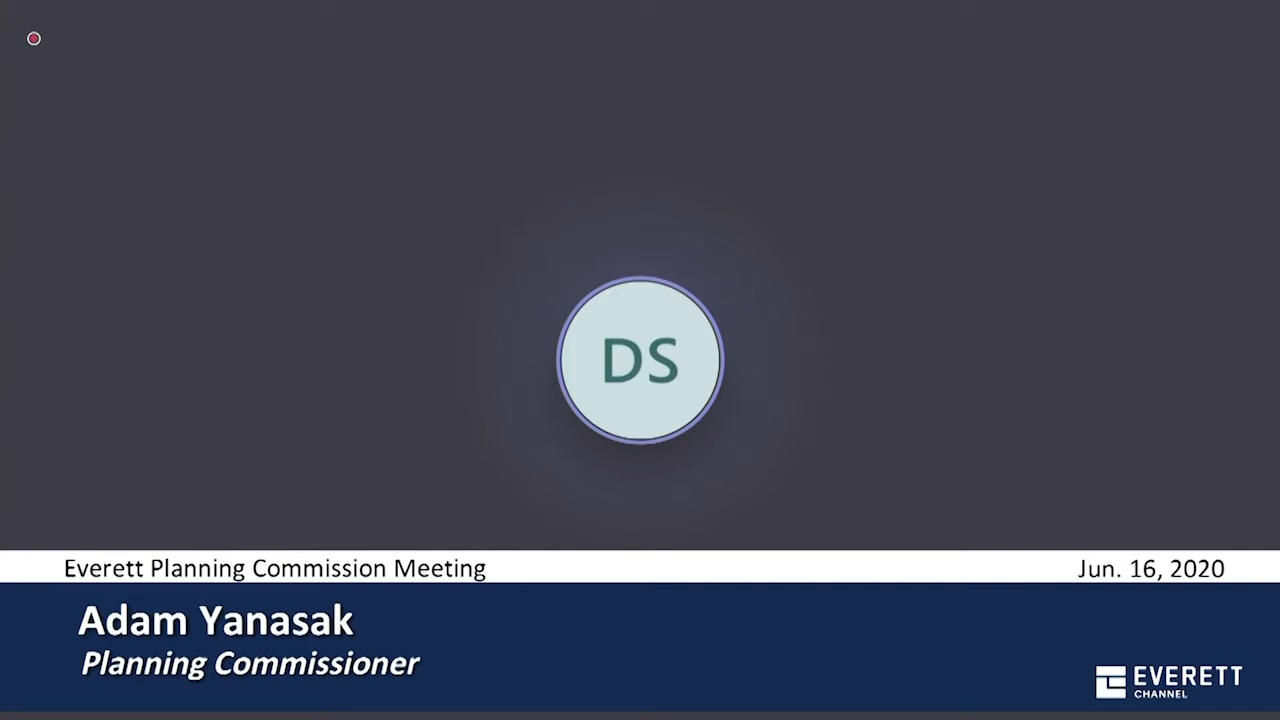 DS
Everett Planning Commission Meeting
Jun. 16, 2020
Adam Yanasak
Planning Commissioner
EVERETT
CHANNEL